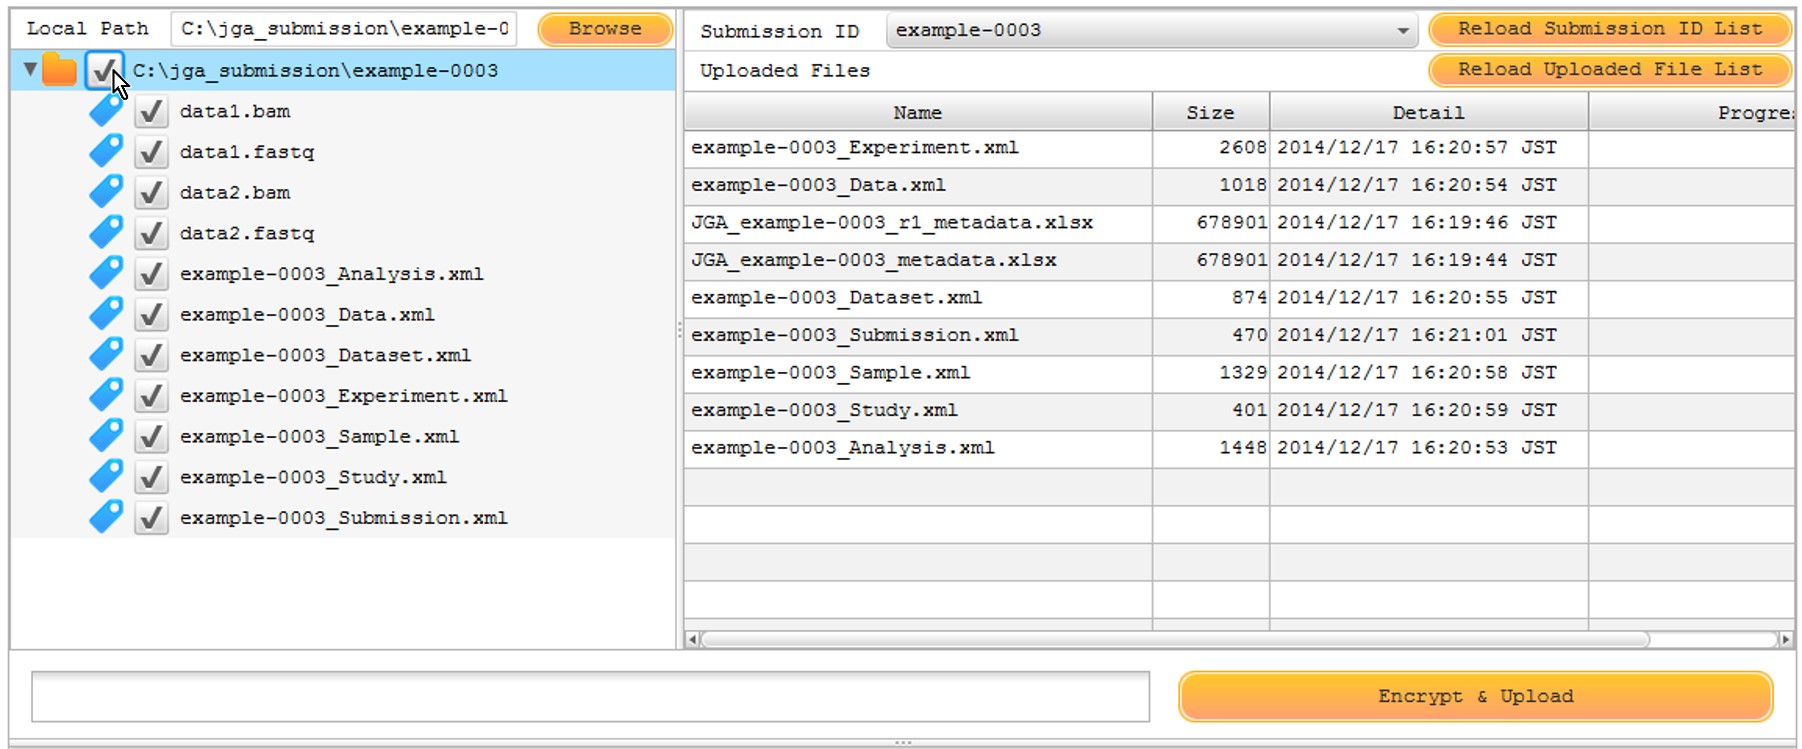 Local Path C:\jga_submission\example-0 Browse
C:\jga_submission\example-0003
data1.bam
data1.fastq
data2.bam
data2.fastq
example-0003_Analysis.xml
example-0003_Data.xml
example-0003_Dataset.xml
example-0003_Experiment.xml
example-0003_Sample.xml
example-0003_Study.xml
example-0003_Submission.xml
Submission ID example-0003 Reload Submission ID List
Uploaded Files Reload Uploaded File List
Name Size Detail Progre
example-0003_Experiment.xml 2608 2014/12/17 16:20:57 JST
example-0003_Data.xml 1018 2014/12/17 16:20:54 JST
JGA_example-0003_r1_metadata.xlsx 678901 2014/12/17 16:19:46 JST
JGA_example-0003_metadata.xlsx 678901 2014/12/17 16:19:44 JST
example-0003_Dataset.xml 874 2014/12/17 16:20:55 JST
example-0003_Submission.xml 470 2014/12/17 16:21:01 JST
example-0003_Sample.xml 1329 2014/12/17 16:20:58 JST
example-0003_Study.xml 401 2014/12/17 16:20:59 JST
example-0003_Analysis.xml 1448 2014/12/17 16:20:53 JST
Encrypt & Upload